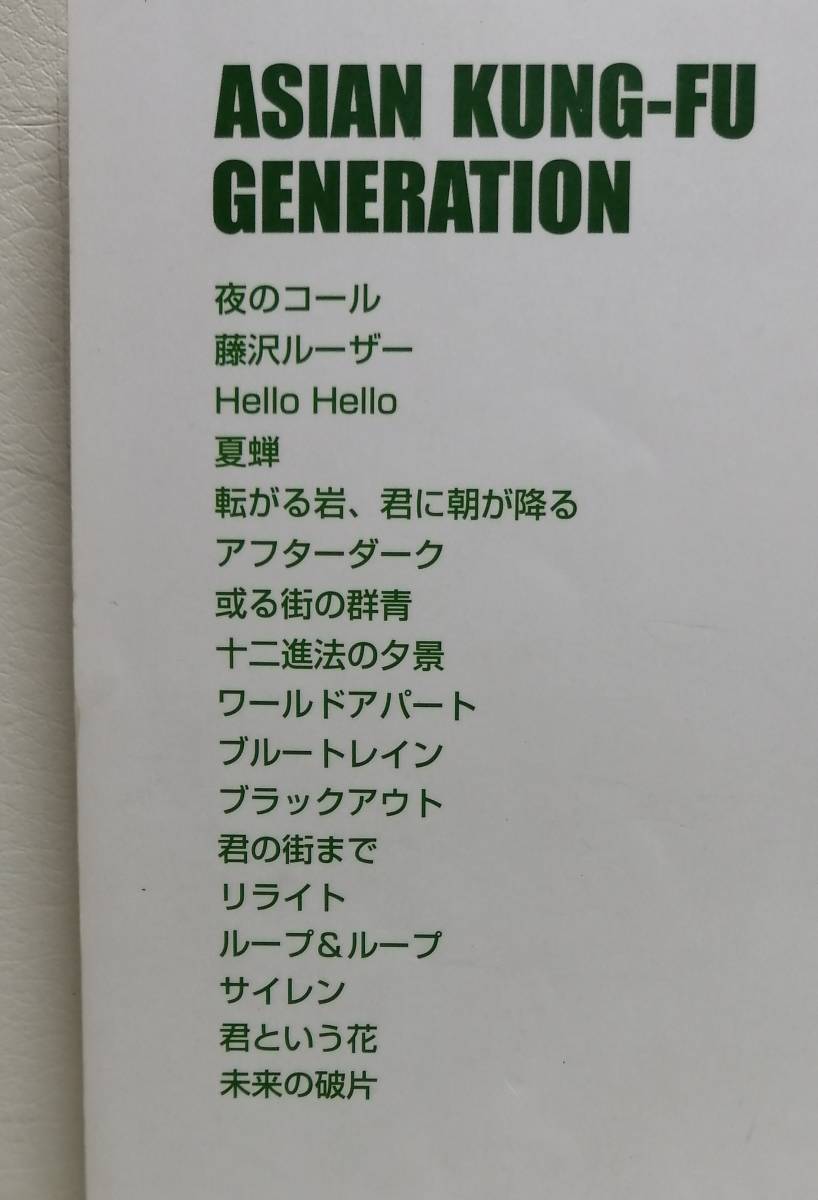 ASIAN KUNG-FU
GENERATION
夜のコール
藤沢ルーザー
Hello Hello
夏蝉
転がる岩、君に朝が降る
アフターダーク
或る街の群青
十二進法の夕景
ワールドアパート
ブルートレイン
ブラックアウト
君の街まで
リライト
ループ&ループ
サイレン
君という花
未来の破片